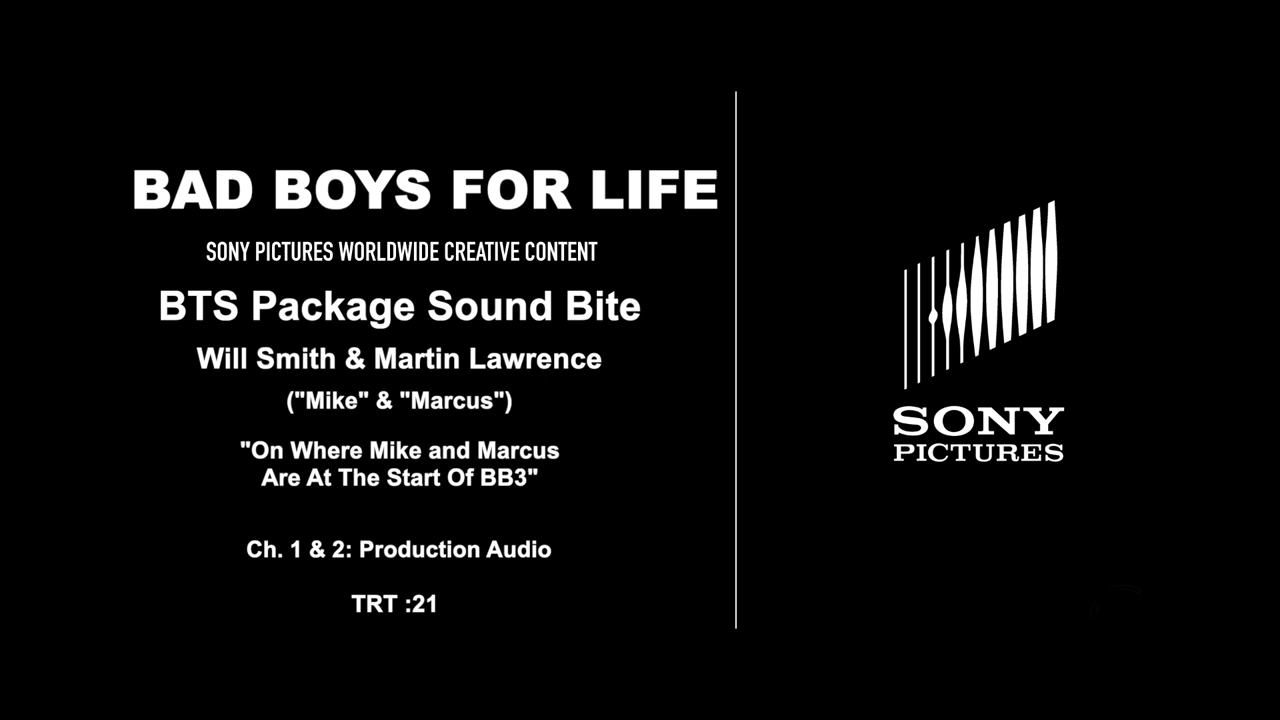 BAD BOYS FOR LIFE
SONY PICTURES WORLDWIDE CREATIVE CONTENT
BTS Package Sound Bite
Will Smith & Martin Lawrence
("Mike" & "Marcus")
"On Where Mike and Marcus
Are At The Start Of BB3"
Ch. 1 & 2: Production Audio
TRT :21
SONY
PICTURES